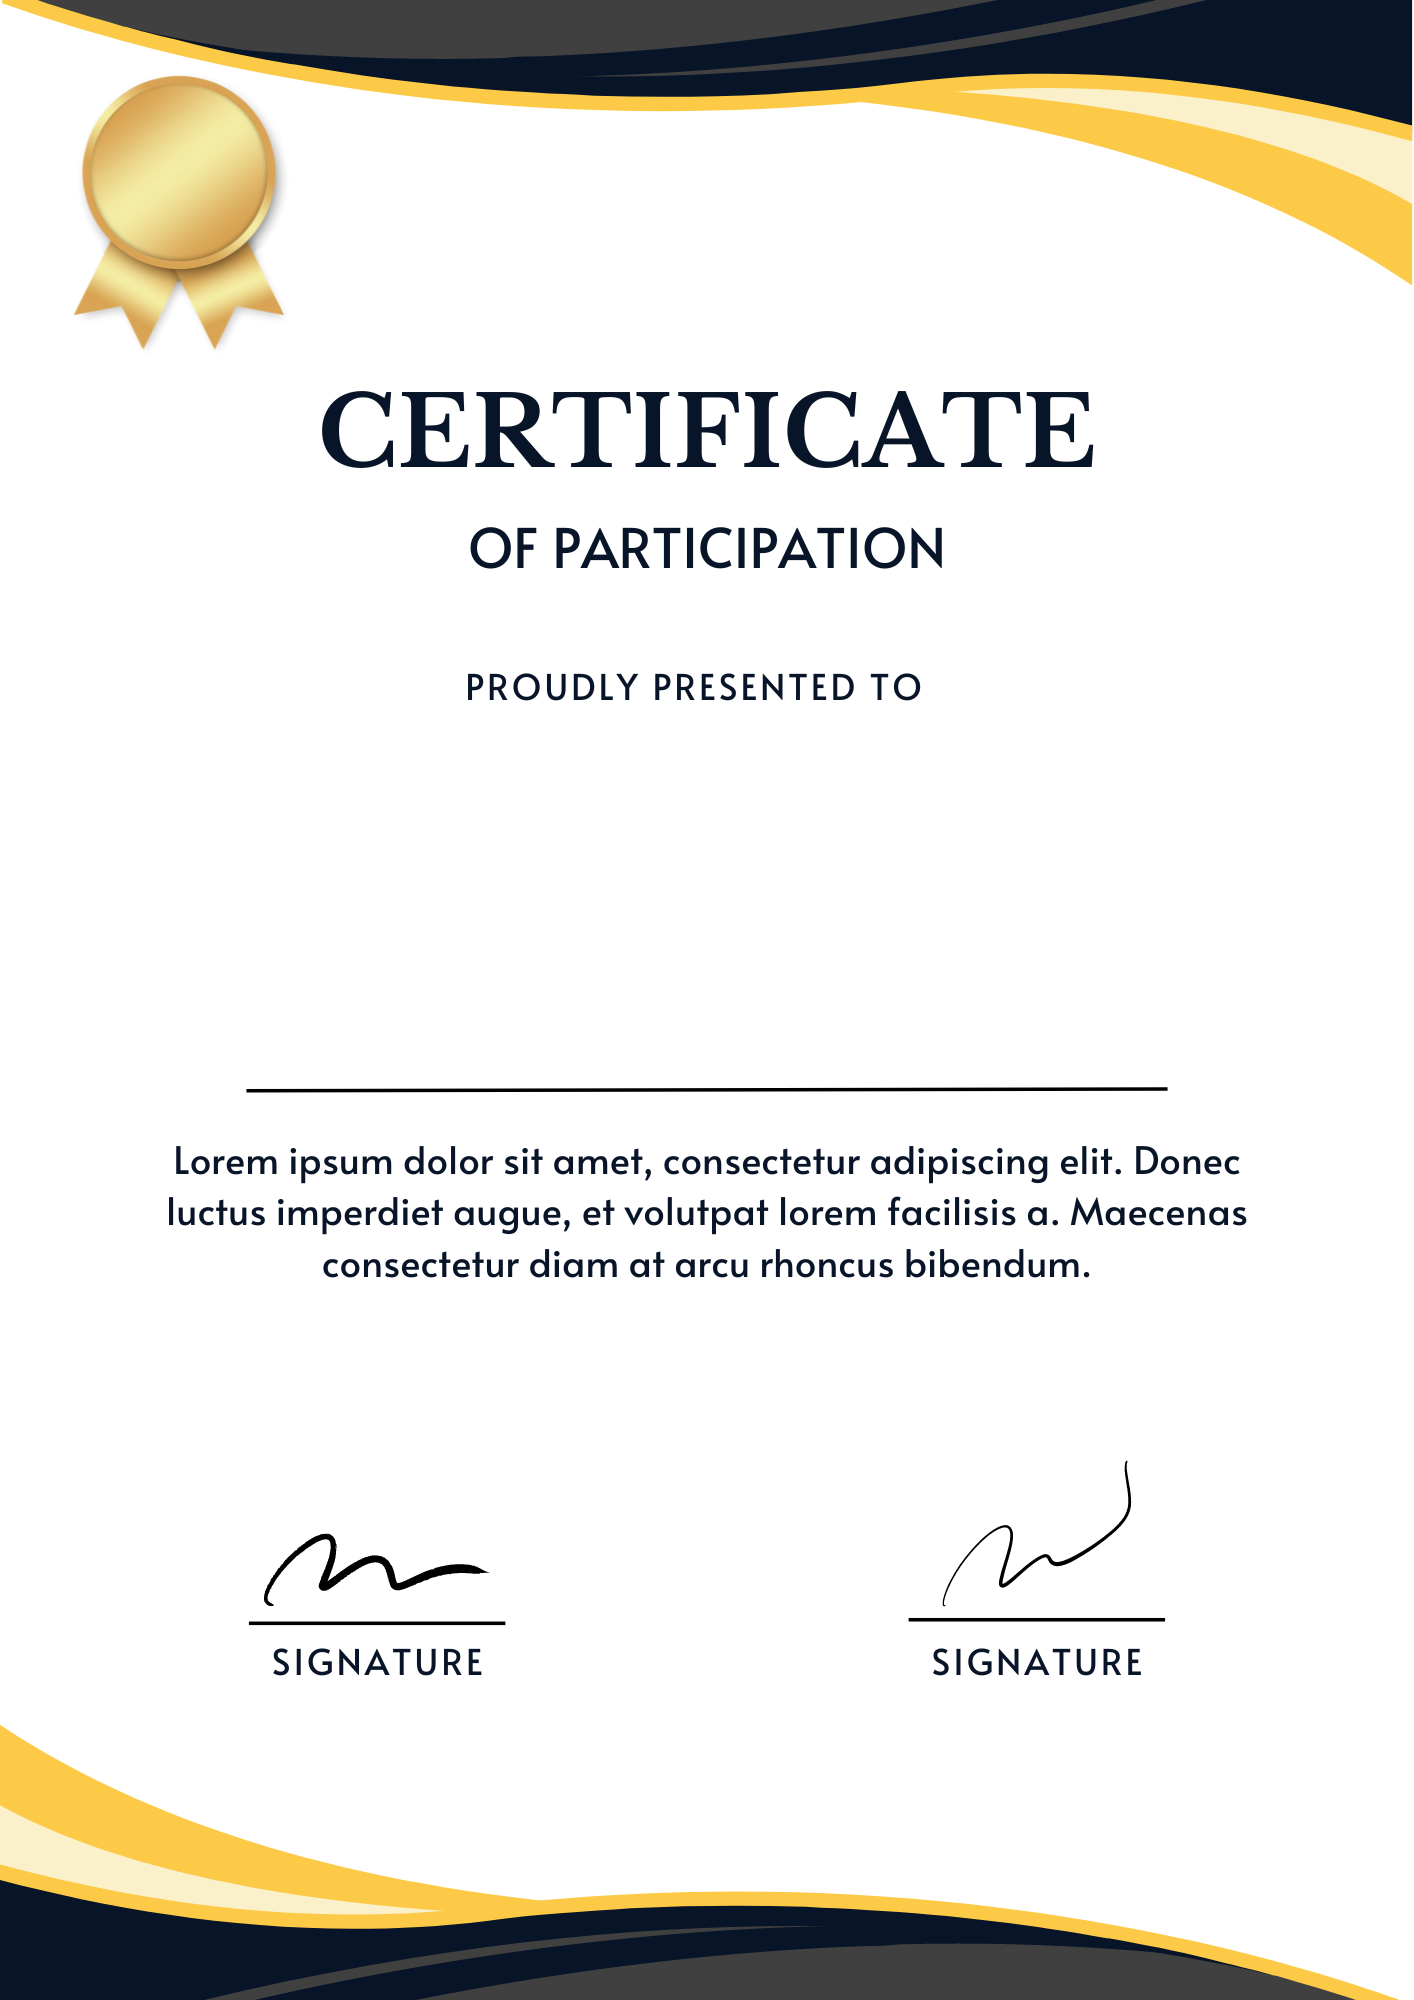 CERTIFICATE
OF PARTICIPATION
PROUDLY PRESENTED TO
Lorem ipsum dolor sit amet, consectetur adipiscing elit. Donec
luctus imperdiet augue, et volutpat lorem facilisis a. Maecenas
consectetur diam at arcu rhoncus bibendum.
SIGNATURE
SIGNATURE